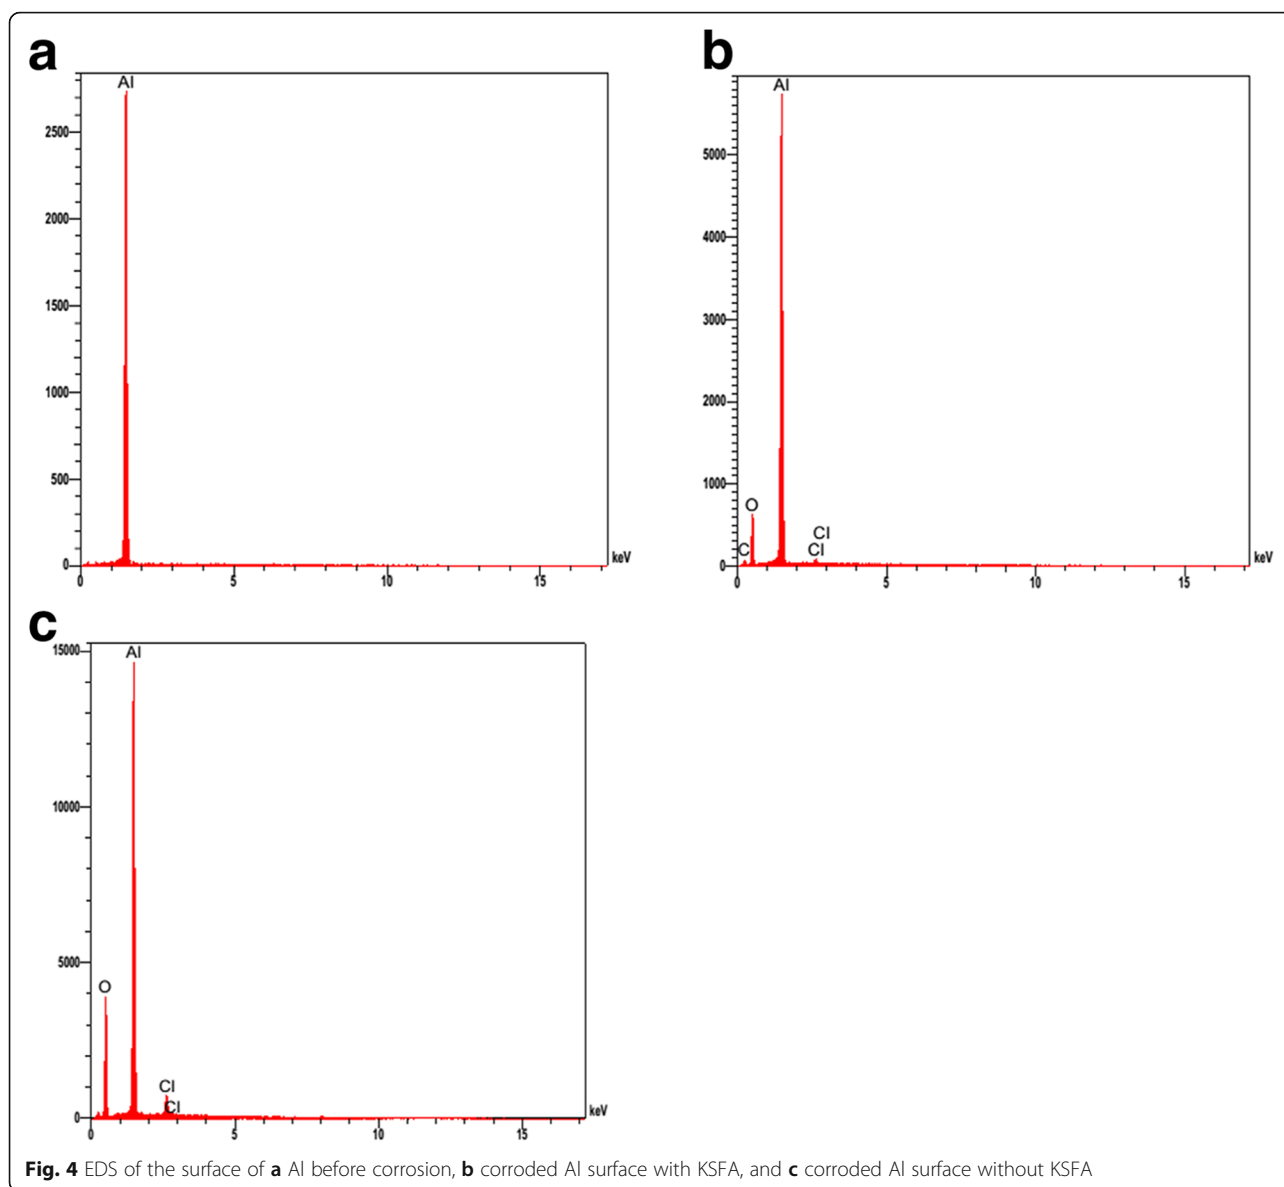 a
Al
2500
2000
1500
1000
500
0
0 5 10 15 keV
b
Al
5000
4000
3000
2000
1000
0
O
C
Cl
Cl
0 5 10 15 keV
c
15000
Al
10000
5000
O
Cl
Cl
0
0 5 10 15 keV
Fig. 4 EDS of the surface of a Al before corrosion, b corroded Al surface with KSFA, and c corroded Al surface without KSFA